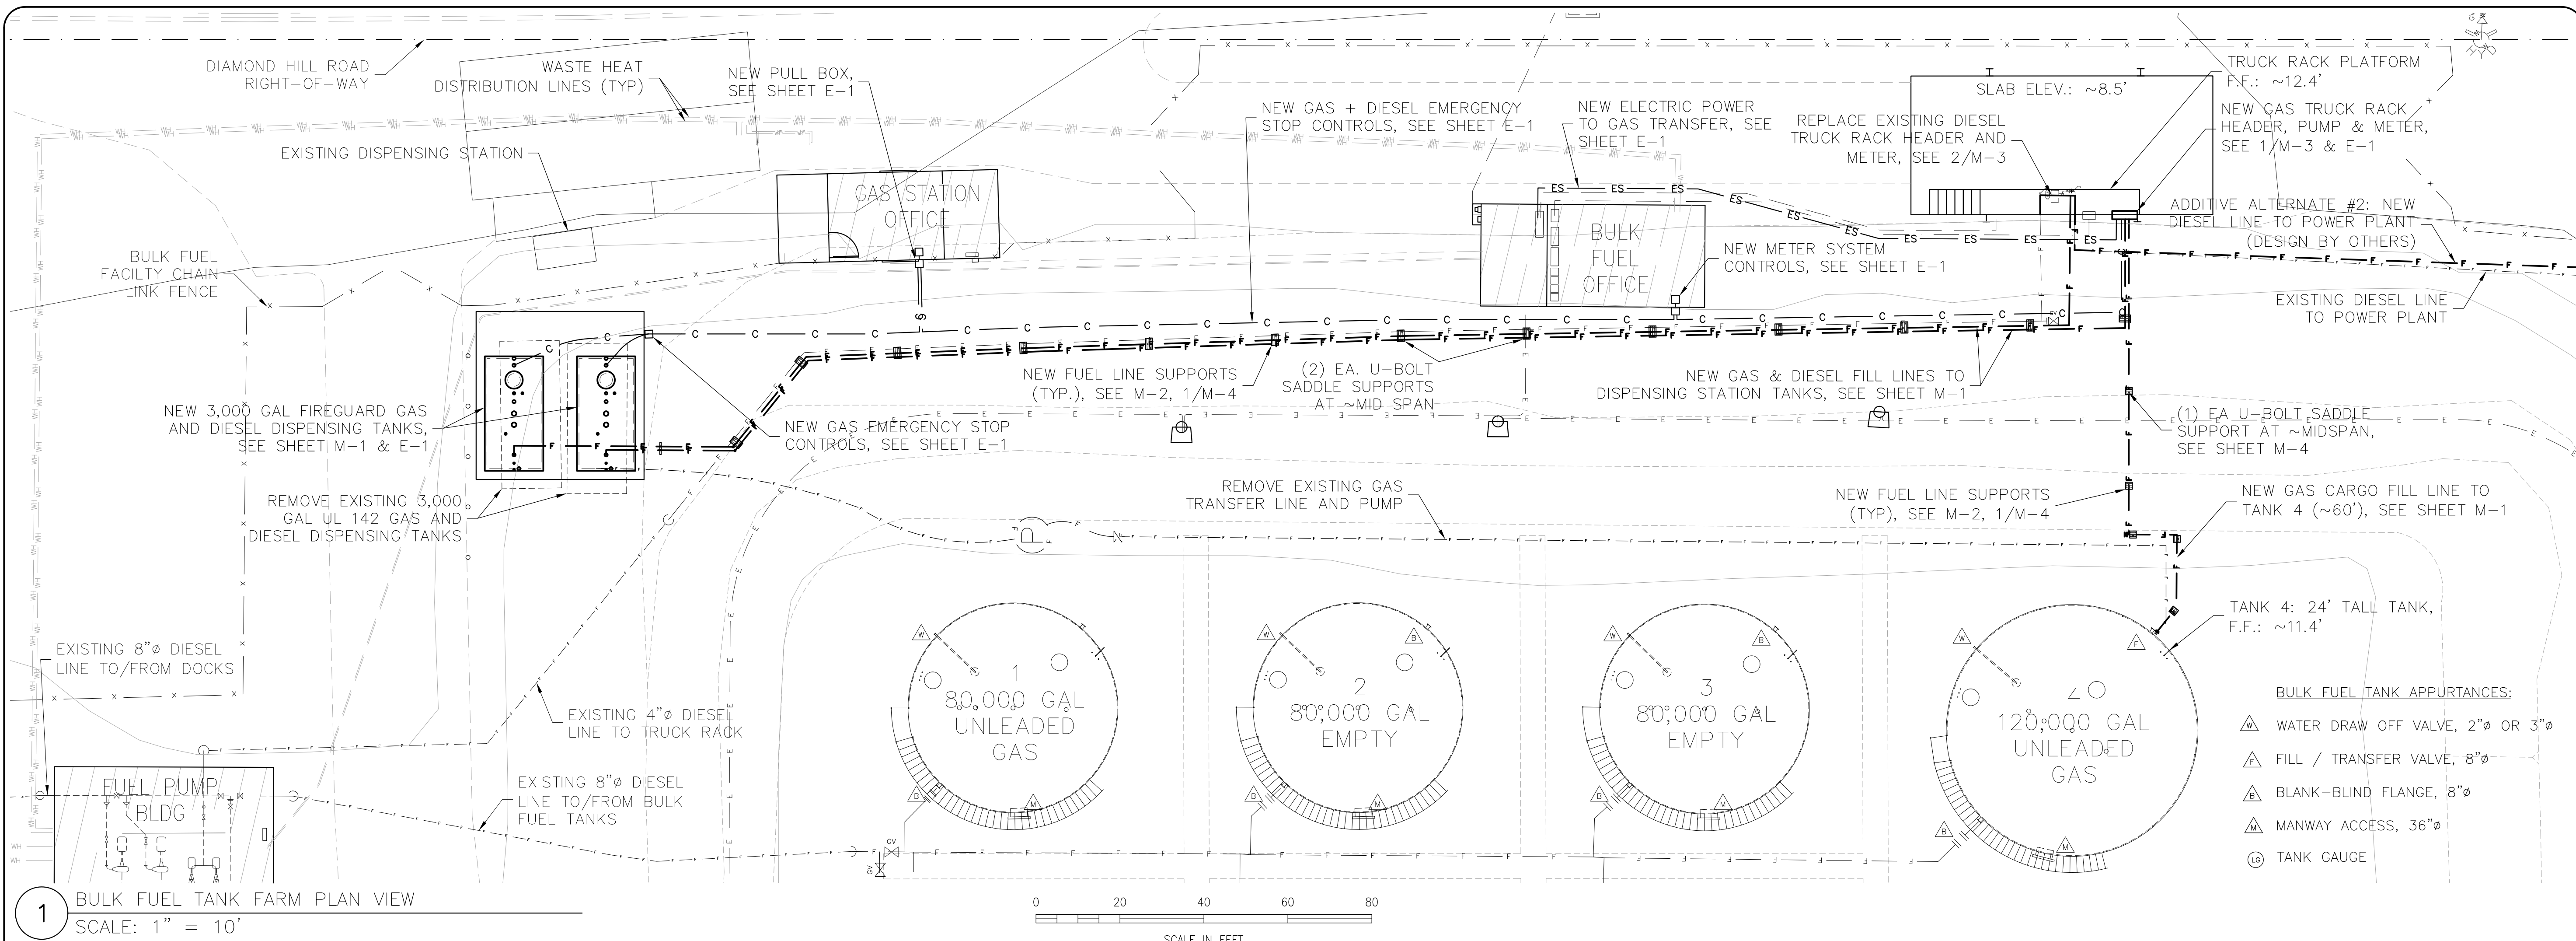 DIAMOND HILL ROAD
RIGHT-OF-WAY
WASTE HEAT
DISTRIBUTION LINES (TYP)
NEW PULL BOX,
SEE SHEET E-1
EXISTING DISPENSING STATION
NEW GAS + DIESEL EMERGENCY
STOP CONTROLS, SEE SHEET E-1
NEW ELECTRIC POWER
TO GAS TRANSFER, SEE
SHEET E-1
REPLACE EXISTING DIESEL
TRUCK RACK HEADER AND
METER, SEE 2/M-3
SLAB ELEV.: ~8.5'
TRUCK RACK PLATFORM
F.F.: ~12.4'
NEW GAS TRUCK RACK
HEADER, PUMP & METER,
SEE 1/M-3 & E-1
ADDITIVE ALTERNATE #2: NEW
DIESEL LINE TO POWER PLANT
(DESIGN BY OTHERS)
EXISTING DIESEL LINE
TO POWER PLANT
GAS STATION
OFFICE
BULK
FUEL
OFFICE
NEW METER SYSTEM
CONTROLS, SEE SHEET E-1
BULK FUEL
FACILTY CHAIN
LINK FENCE
NEW FUEL LINE SUPPORTS
(TYP.), SEE M-2, 1/M-4
(2) EA. U-BOLT
SADDLE SUPPORTS
AT ~MID SPAN
NEW GAS & DIESEL FILL LINES TO
DISPENSING STATION TANKS, SEE SHEET M-1
NEW 3,000 GAL FIREGUARD GAS
AND DIESEL DISPENSING TANKS,
SEE SHEET M-1 & E-1
NEW GAS EMERGENCY STOP
CONTROLS, SEE SHEET E-1
(1) EA U-BOLT SADDLE
SUPPORT AT ~MIDSPAN,
SEE SHEET M-4
REMOVE EXISTING 3,000
GAL UL 142 GAS AND
DIESEL DISPENSING TANKS
REMOVE EXISTING GAS
TRANSFER LINE AND PUMP
NEW FUEL LINE SUPPORTS
(TYP), SEE M-2, 1/M-4
NEW GAS CARGO FILL LINE TO
TANK 4 (~60'), SEE SHEET M-1
TANK 4: 24' TALL TANK,
F.F.: ~11.4'
EXISTING 8"ø DIESEL
LINE TO/FROM DOCKS
EXISTING 4"ø DIESEL
LINE TO TRUCK RACK
EXISTING 8"ø DIESEL
LINE TO/FROM BULK
FUEL TANKS
FUEL PUMP
BLDG
1
80,000 GAL
UNLEADED
GAS
2
80,000 GAL
EMPTY
3
80,000 GAL
EMPTY
4
120,000 GAL
UNLEADED
GAS
GV
GV
BULK FUEL TANK APPURTANCES:
W WATER DRAW OFF VALVE, 2"ø OR 3"ø
F FILL / TRANSFER VALVE, 8"ø
B BLANK-BLIND FLANGE, 8"ø
M MANWAY ACCESS, 36"ø
LG TANK GAUGE
1 BULK FUEL TANK FARM PLAN VIEW
SCALE: 1" = 10'
0 20 40 60 80
SCALE IN FEET